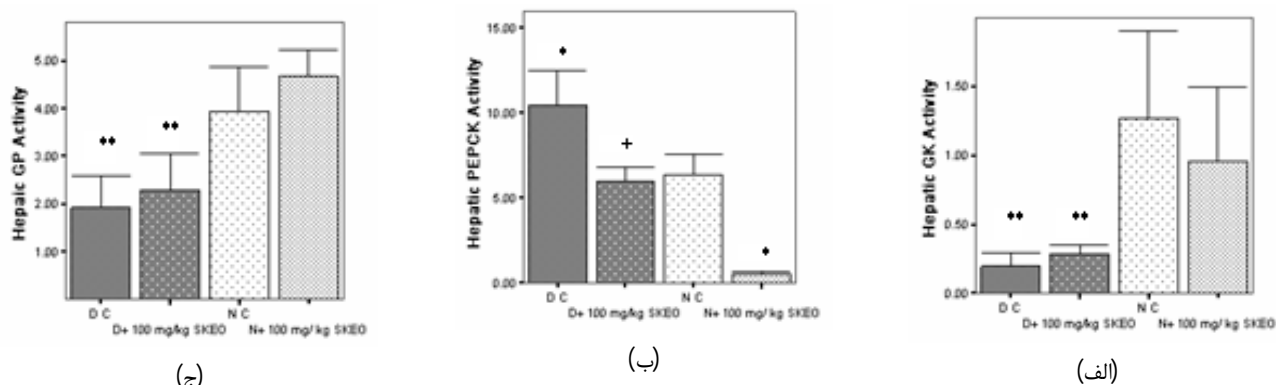 Hepaic GP Activity
5.00
4.00
3.00
2.00
1.00
**
**
D C
D+ 100 mg/kg SKEO
N C
N+ 100 mg/ kg SKEO
(ج)
Hepatic PEPCK Activity
15.00
10.00
5.00
0.00
*
+
*
D C
D+ 100 mg/kg SKEO
N C
N+ 100 mg/ kg SKEO
(ب)
Hepatic GK Activity
1.50
1.00
0.50
0.00
**
**
D C
D+ 100 mg/kg SKEO
N C
N+ 100 mg/ kg SKEO
(الف)